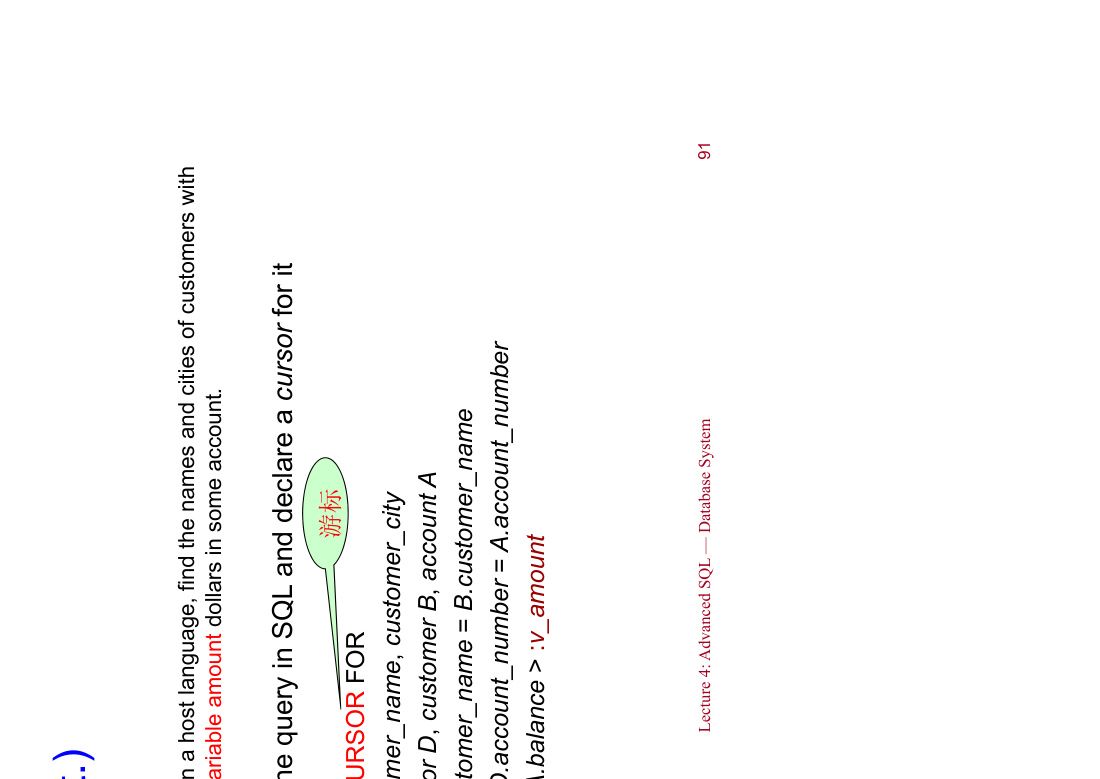 .)
n a host language, find the names and cities of customers with
ariable amount dollars in some account.
ne query in SQL and declare a cursor for it
游标
URSOR FOR
mer_name, customer_city
or D, customer B, account A
tomer_name = B.customer_name
D.account_number = A.account_number
A.balance > :v_amount
Lecture 4: Advanced SQL — Database System
91